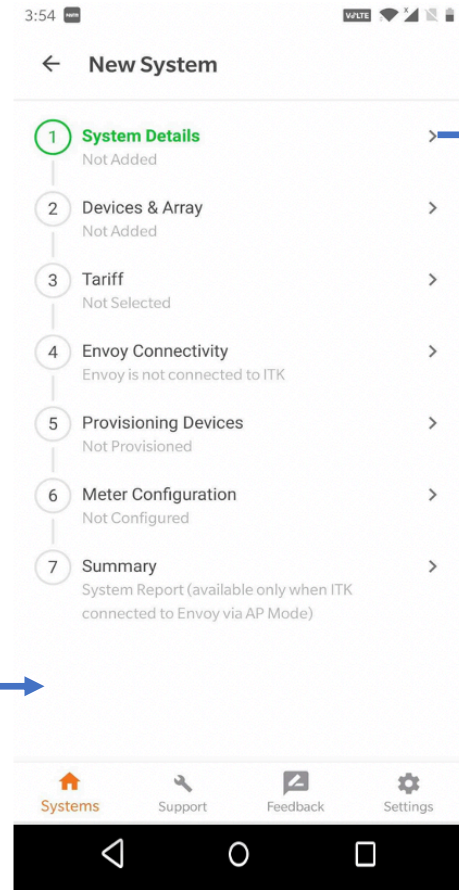 3:54
VoLTE
New System
1 System Details
Not Added
2 Devices & Array
Not Added
3 Tariff
Not Selected
4 Envoy Connectivity
Envoy is not connected to ITK
5 Provisioning Devices
Not Provisioned
6 Meter Configuration
Not Configured
7 Summary
System Report (available only when ITK
connected to Envoy via AP Mode)
Systems Support Feedback Settings